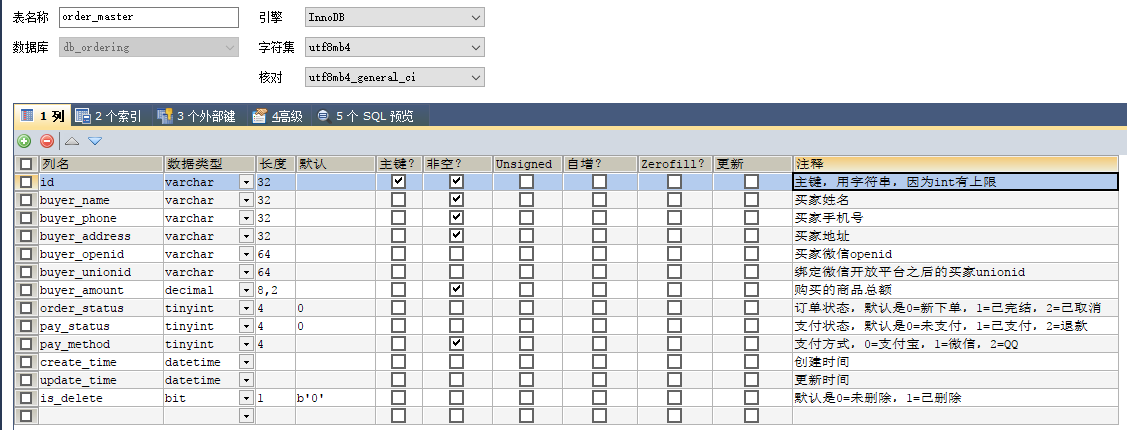 表名称 order_master 引擎 InnoDB
数据库 db_ordering 字符集 utf8mb4
核对 utf8mb4_general_ci
1 列 2 个索引 3 个外部键 4高级 5 个 SQL 预览
列名 数据类型 长度 默认 主键? 非空? Unsigned 自增? Zerofill? 更新 注释
id varchar 32 主键，用字符串，因为int有上限
buyer_name varchar 32 买家姓名
buyer_phone varchar 32 买家手机号
buyer_address varchar 32 买家地址
buyer_openid varchar 64 买家微信openid
buyer_unionid varchar 64 绑定微信开放平台之后的买家unionid
buyer_amount decimal 8,2 购买的商品总额
order_status tinyint 4 0 订单状态，默认是0=新下单，1=已完结，2=已取消
pay_status tinyint 4 0 支付状态，默认是0=未支付，1=已支付，2=退款
pay_method tinyint 4 支付方式，0=支付宝，1=微信，2=QQ
create_time datetime 创建时间
update_time datetime 更新时间
is_delete bit 1 b'0' 默认是0=未删除，1=已删除